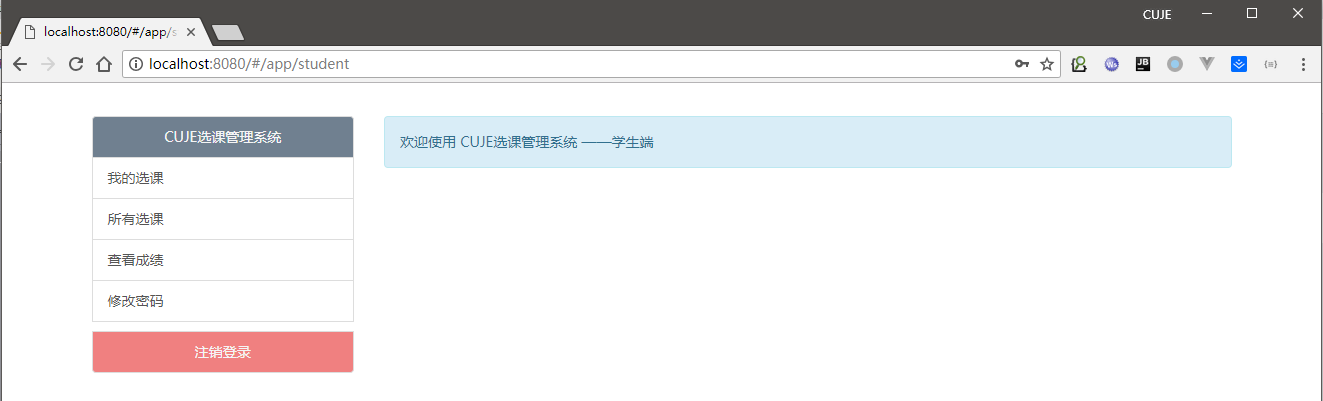 CUJE
localhost:8080/#/app/s
localhost:8080/#/app/student
CUJE选课管理系统
我的选课
所有选课
查看成绩
修改密码
注销登录
欢迎使用 CUJE选课管理系统 ——学生端